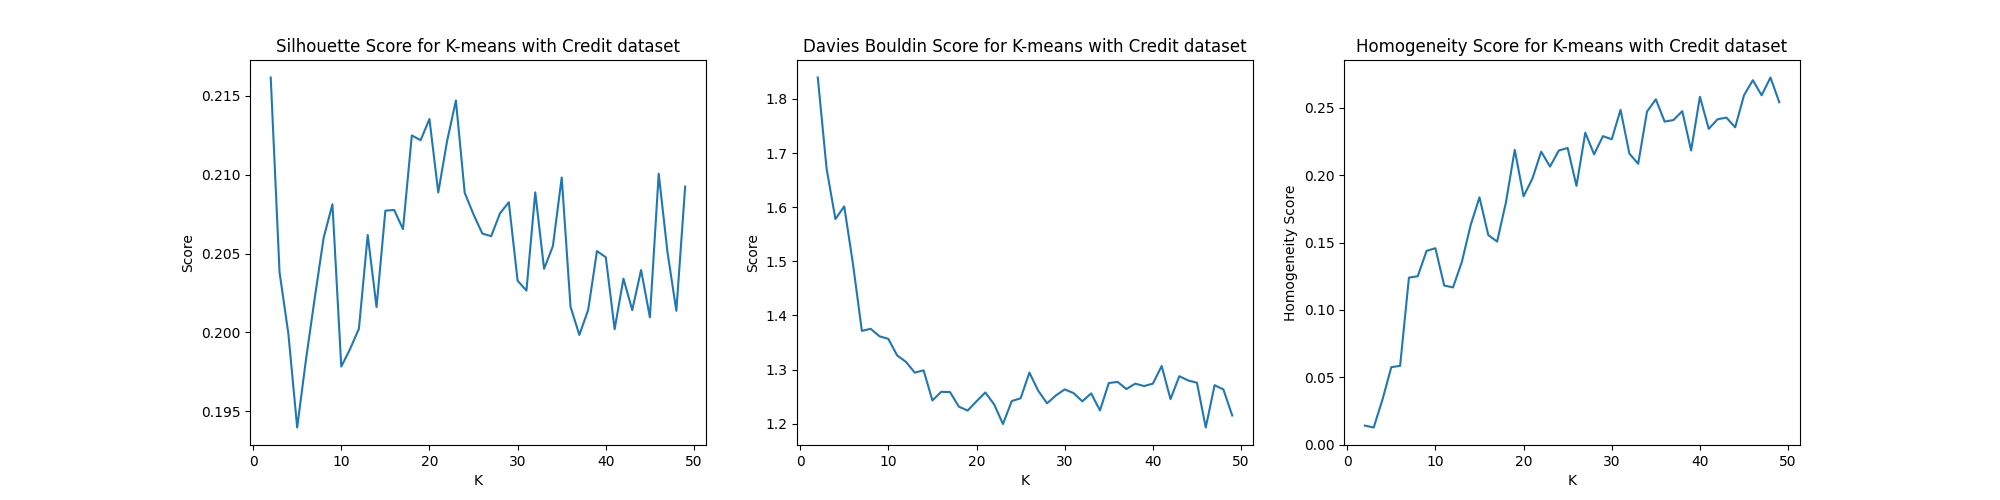 Silhouette Score for K-means with Credit dataset
Score
0.215
0.210
0.205
0.200
0.195
0 10 20 30 40 50
K
Davies Bouldin Score for K-means with Credit dataset
Score
1.8
1.7
1.6
1.5
1.4
1.3
1.2
0 10 20 30 40 50
K
Homogeneity Score for K-means with Credit dataset
Homogeneity Score
0.25
0.20
0.15
0.10
0.05
0.00
0 10 20 30 40 50
K